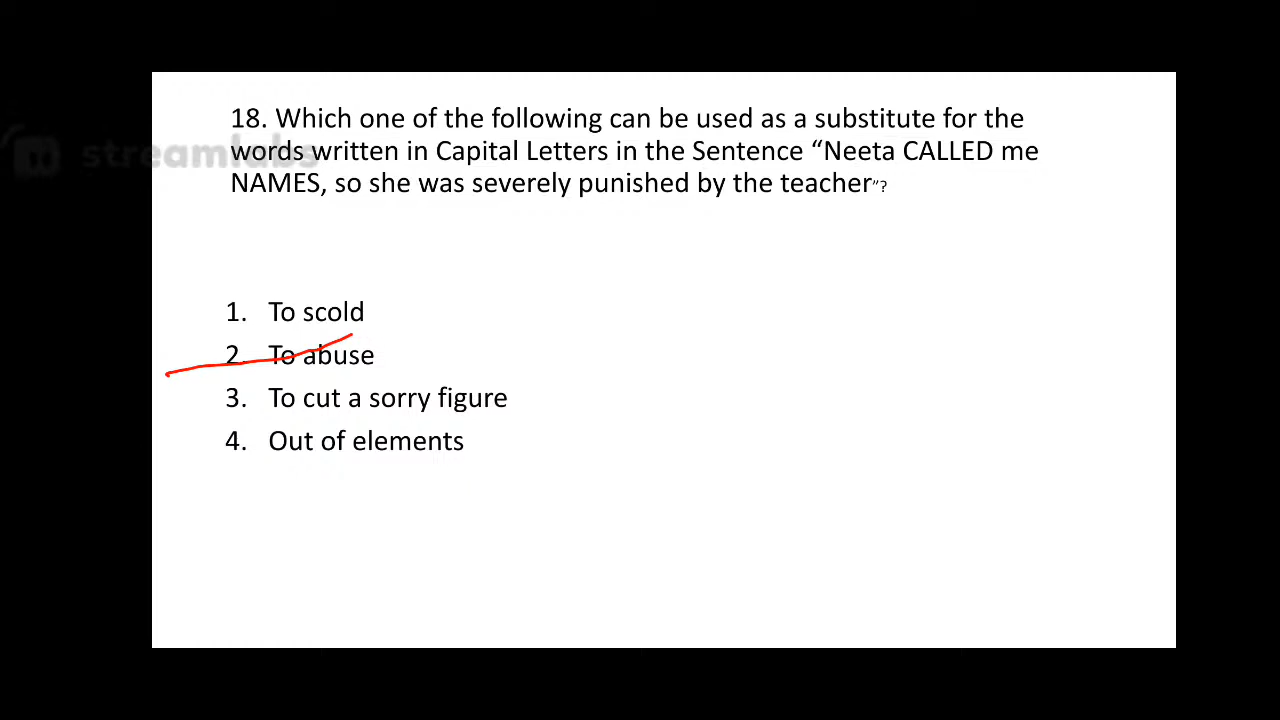 18. Which one of the following can be used as a substitute for the
streamlabs
words written in Capital Letters in the Sentence “Neeta CALLED me
NAMES, so she was severely punished by the teacher”?
1. To scold
2. To abuse
3. To cut a sorry figure
4. Out of elements